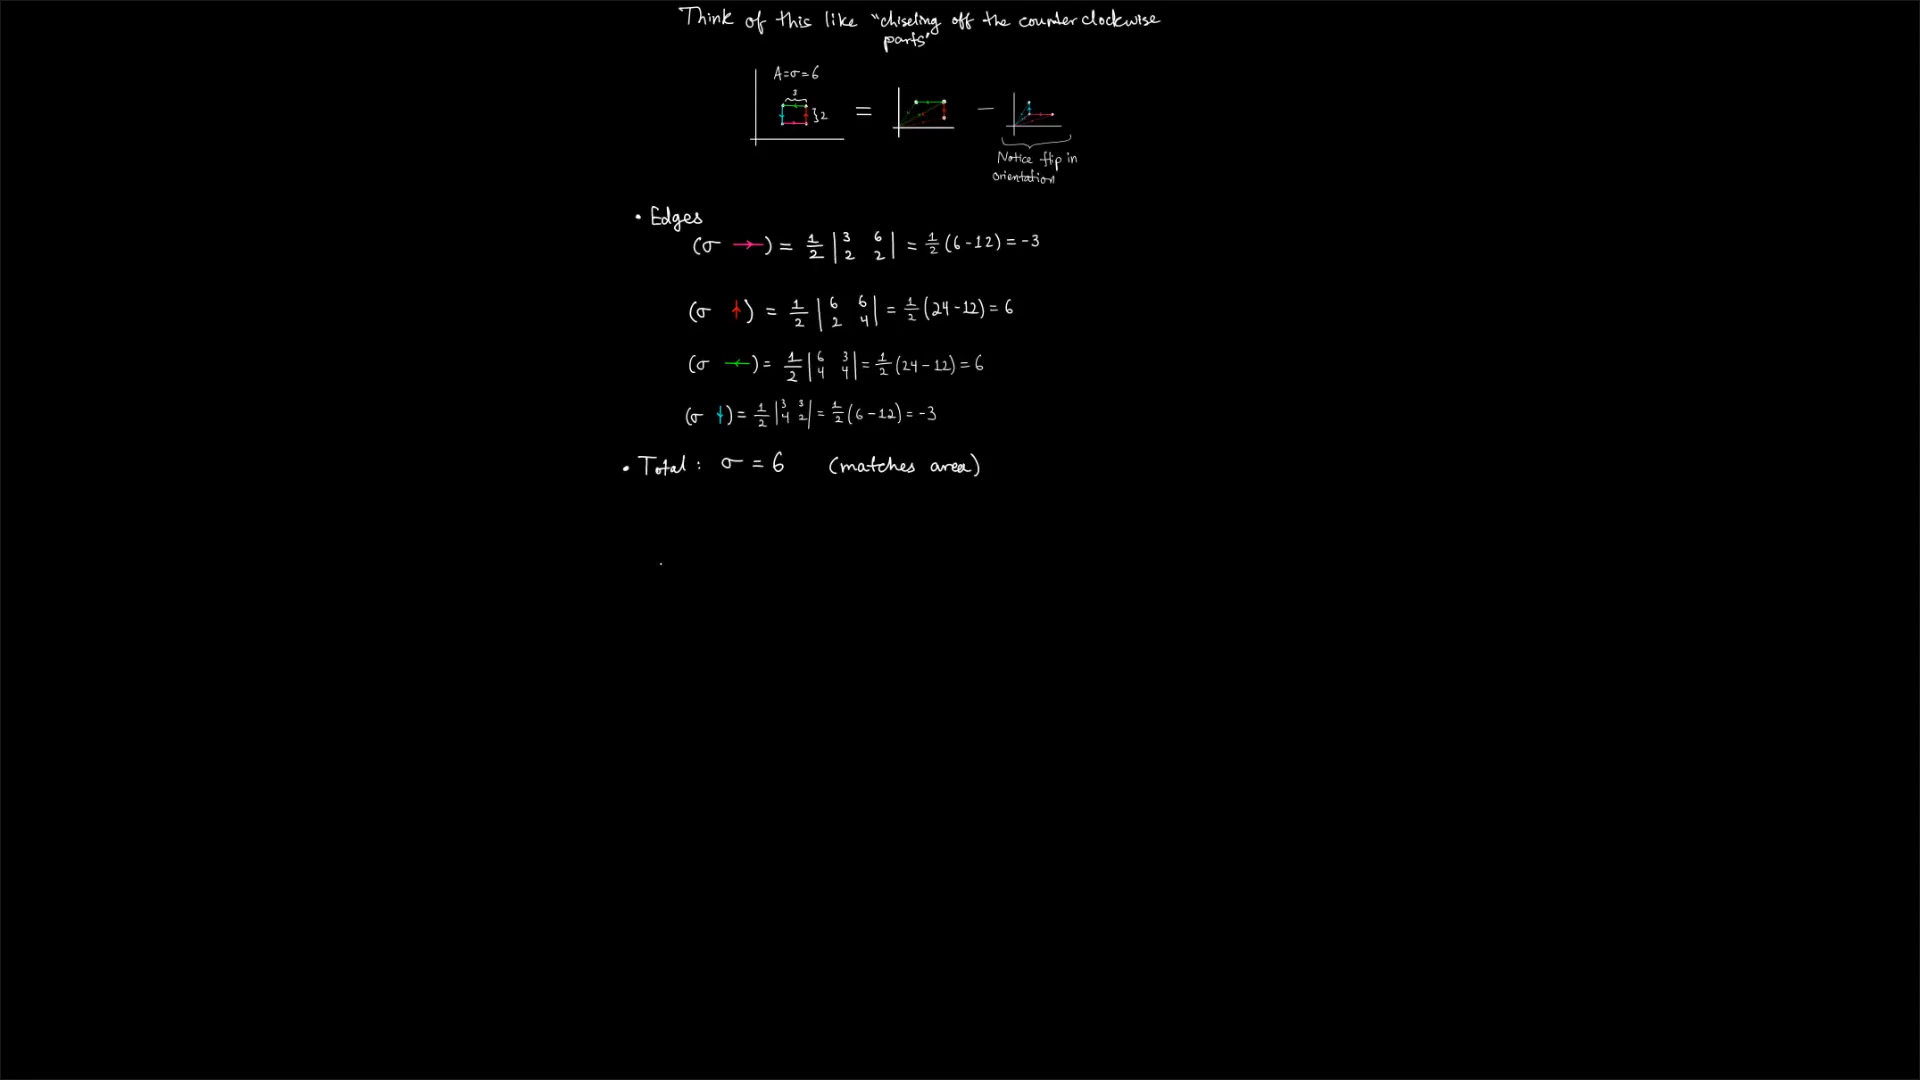 Think of this like "chiseling off the counterclockwise
parts"
A=σ=6
3
}2
= −
Notice flip in
orientation
• Edges
(σ →) = 1/2 |3 6; 2 2| = 1/2 (6-12) = -3
(σ ↑) = 1/2 |6 6; 2 4| = 1/2 (24-12) = 6
(σ ←) = 1/2 |6 3; 4 4| = 1/2 (24-12) = 6
(σ ↓) = 1/2 |3 3; 4 2| = 1/2 (6-12) = -3
• Total: σ = 6 (matches area)